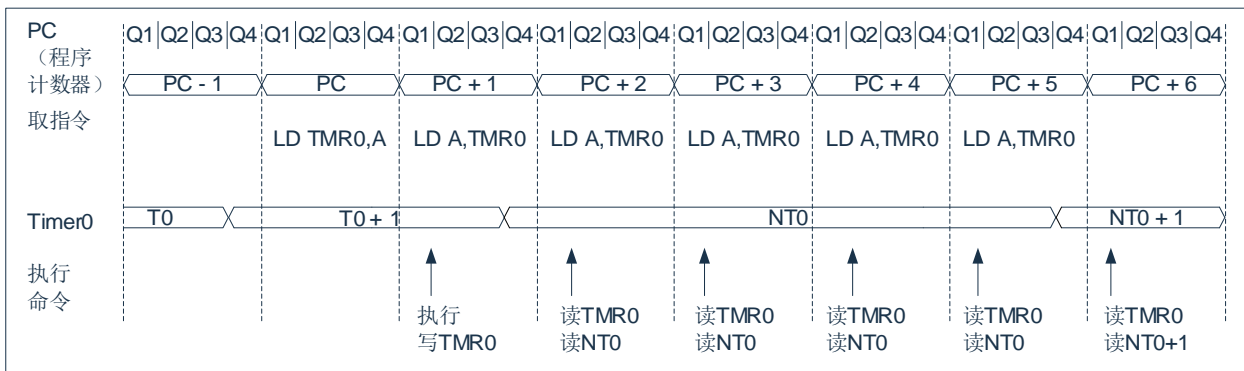 PC
（程序
计数器）
Q1 Q2 Q3 Q4 Q1 Q2 Q3 Q4 Q1 Q2 Q3 Q4 Q1 Q2 Q3 Q4 Q1 Q2 Q3 Q4 Q1 Q2 Q3 Q4 Q1 Q2 Q3 Q4 Q1 Q2 Q3 Q4
PC - 1 PC PC + 1 PC + 2 PC + 3 PC + 4 PC + 5 PC + 6
取指令
LD TMR0,A LD A,TMR0 LD A,TMR0 LD A,TMR0 LD A,TMR0 LD A,TMR0
Timer0 T0 T0 + 1 NT0 NT0 + 1
执行
命令
执行 读TMR0 读TMR0 读TMR0 读TMR0 读TMR0
写TMR0 读NT0 读NT0 读NT0 读NT0 读NT0+1